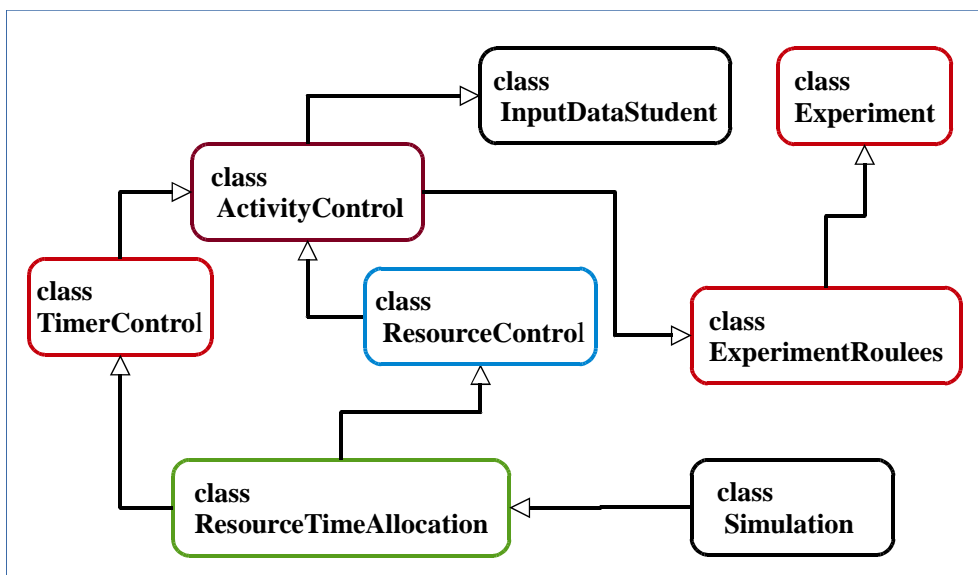 class
InputDataStudent
class
Experiment
class
ActivityControl
class
TimerControl
class
ResourceControl
class
ExperimentRoulees
class
ResourceTimeAllocation
class
Simulation